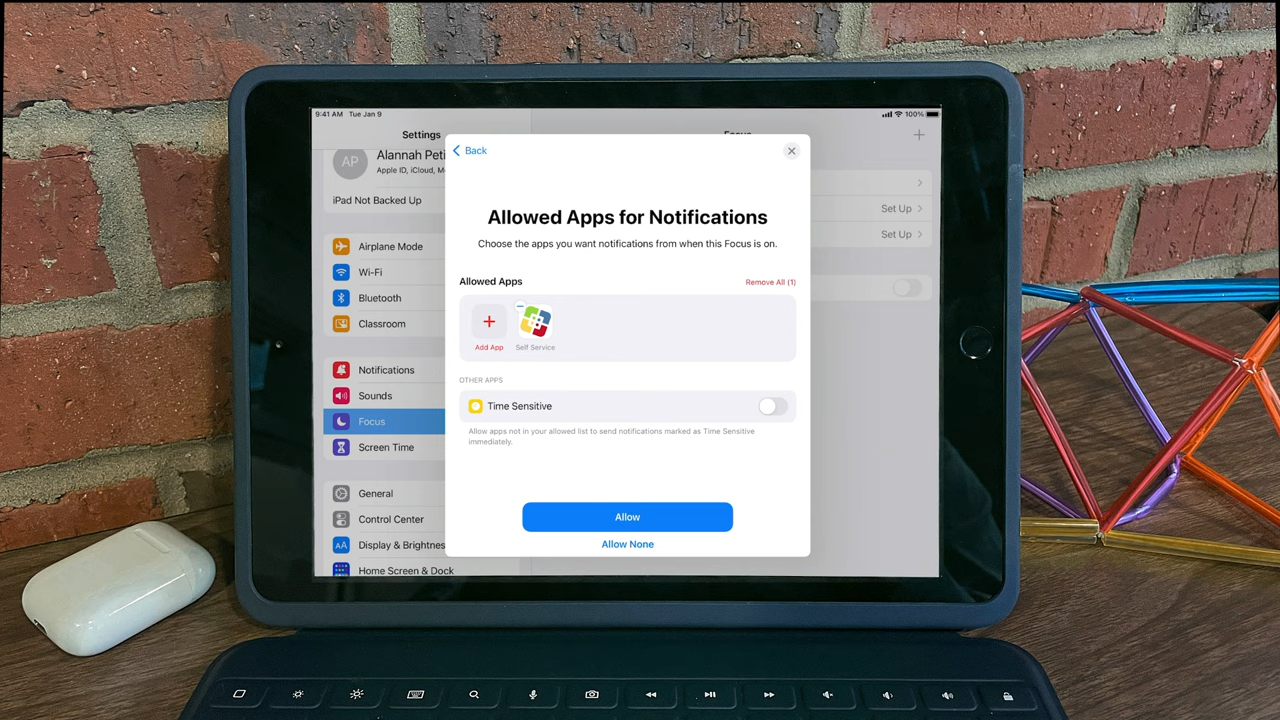 9:41 AM Tue Jan 9
100%
Settings
Focus
AP
Alannah Peti
Apple ID, iCloud, M
iPad Not Backed Up
Airplane Mode
Wi-Fi
Bluetooth
Classroom
Notifications
Sounds
Focus
Screen Time
General
Control Center
AA Display & Brightnes
Home Screen & Dock
Set Up
Set Up
Back
Allowed Apps for Notifications
Choose the apps you want notifications from when this Focus is on.
Allowed Apps
Remove All (1)
Add App
Self Service
OTHER APPS
Time Sensitive
Allow apps not in your allowed list to send notifications marked as Time Sensitive
immediately.
Allow
Allow None